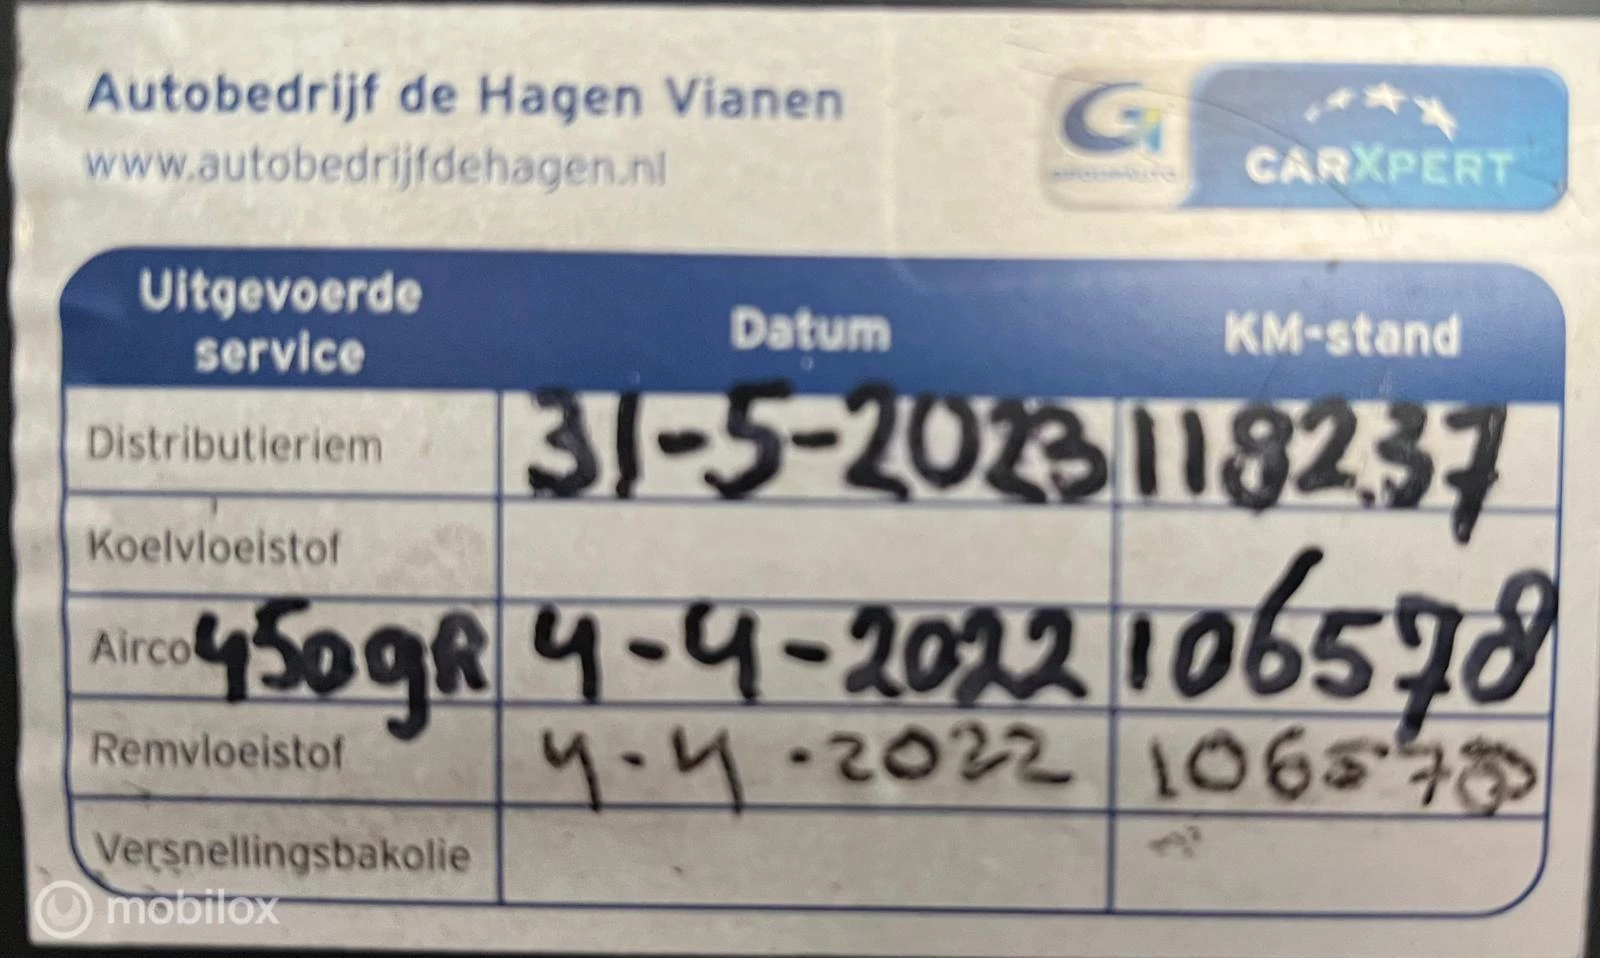 Autobedrijf de Hagen Vianen
www.autobedrijfdehagen.nl
CARXPERT
Uitgevoerde service Datum KM-stand
Distributieriem 31-5-2023 118237
Koelvloeistof
Airco 450gR 4-4-2022 106578
Remvloeistof 4-4-2022 106578
Versnellingsbakolie
mobilox